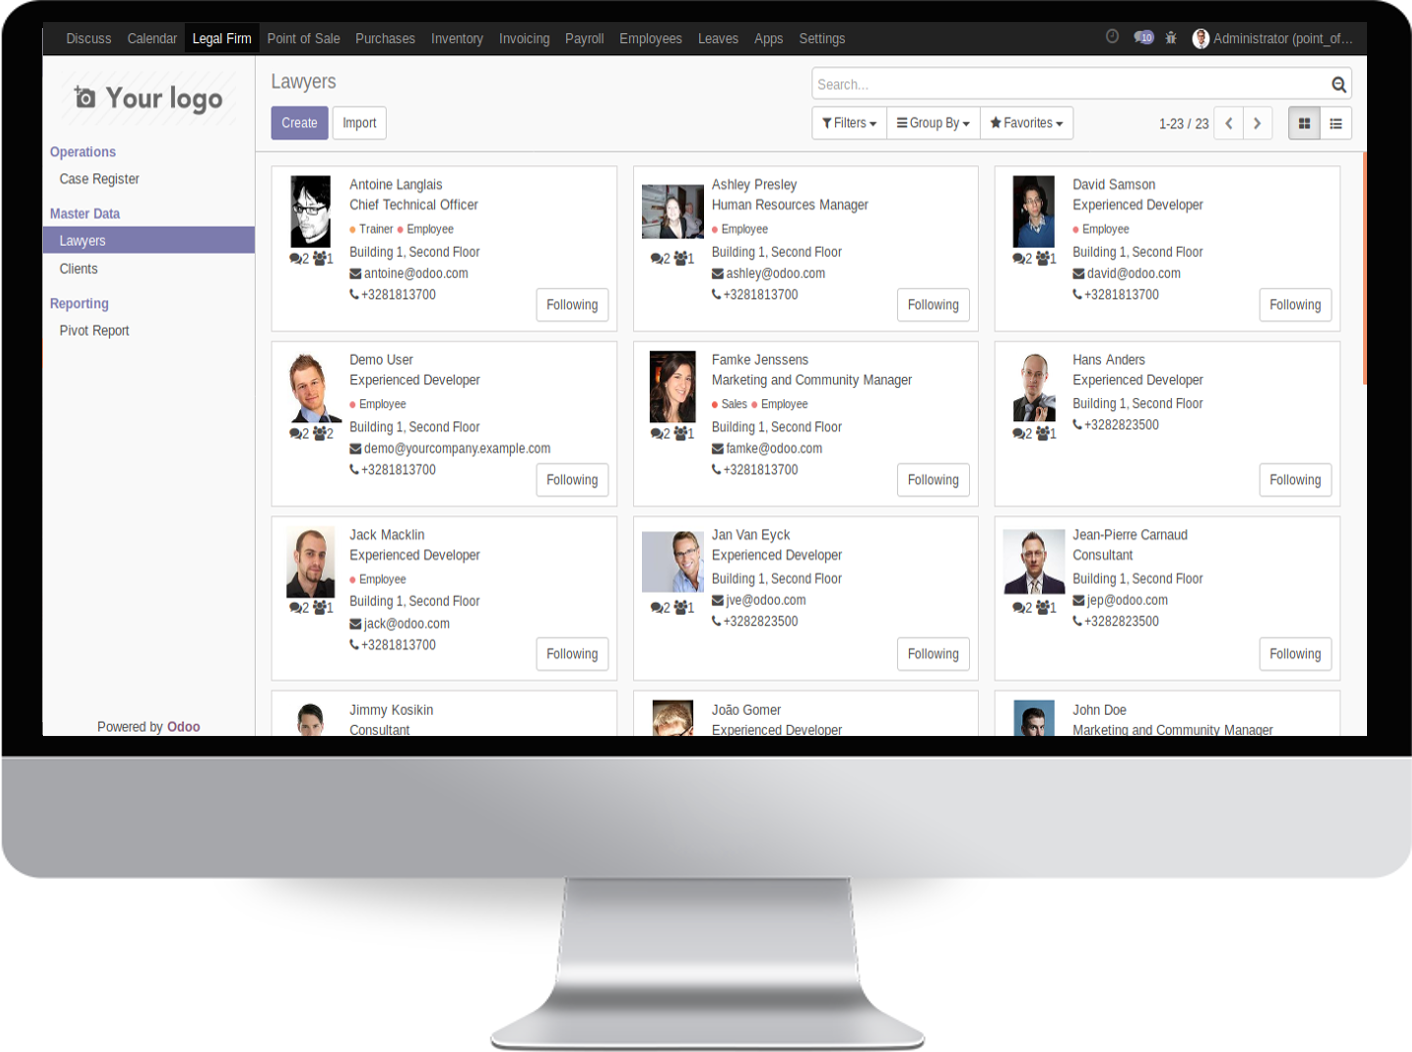 Discuss Calendar Legal Firm Point of Sale Purchases Inventory Invoicing Payroll Employees Leaves Apps Settings 10 Administrator (point_of...
Your logo
Operations
Case Register
Master Data
Lawyers
Clients
Reporting
Pivot Report
Powered by Odoo
Lawyers
Search...
Create Import
Filters Group By Favorites 1-23 / 23
Antoine Langlais
Chief Technical Officer
Trainer Employee
Building 1, Second Floor
2 1
antoine@odoo.com
+3281813700
Following
Ashley Presley
Human Resources Manager
Employee
Building 1, Second Floor
2 1
ashley@odoo.com
+3281813700
Following
David Samson
Experienced Developer
Employee
Building 1, Second Floor
2 1
david@odoo.com
+3281813700
Following
Demo User
Experienced Developer
Employee
Building 1, Second Floor
2 2
demo@yourcompany.example.com
+3281813700
Following
Famke Jenssens
Marketing and Community Manager
Sales Employee
Building 1, Second Floor
2 1
famke@odoo.com
+3281813700
Following
Hans Anders
Experienced Developer
Building 1, Second Floor
+3282823500
2 1
Following
Jack Macklin
Experienced Developer
Employee
Building 1, Second Floor
2 1
jack@odoo.com
+3281813700
Following
Jan Van Eyck
Experienced Developer
Building 1, Second Floor
jve@odoo.com
2 1
+3282823500
Following
Jean-Pierre Carnaud
Consultant
Building 1, Second Floor
jep@odoo.com
2 1
+3282823500
Following
Jimmy Kosikin
Consultant
João Gomer
Experienced Developer
John Doe
Marketing and Community Manager